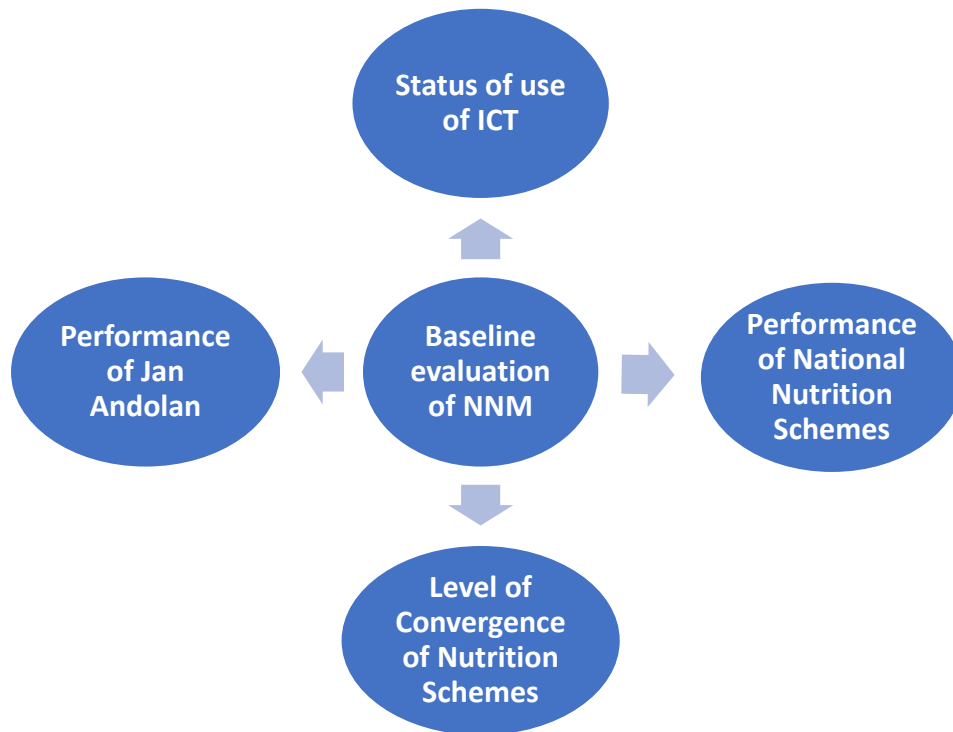 Status of use
of ICT
Performance
of Jan
Andolan
Baseline
evaluation
of NNM
Performance
of National
Nutrition
Schemes
Level of
Convergence
of Nutrition
Schemes